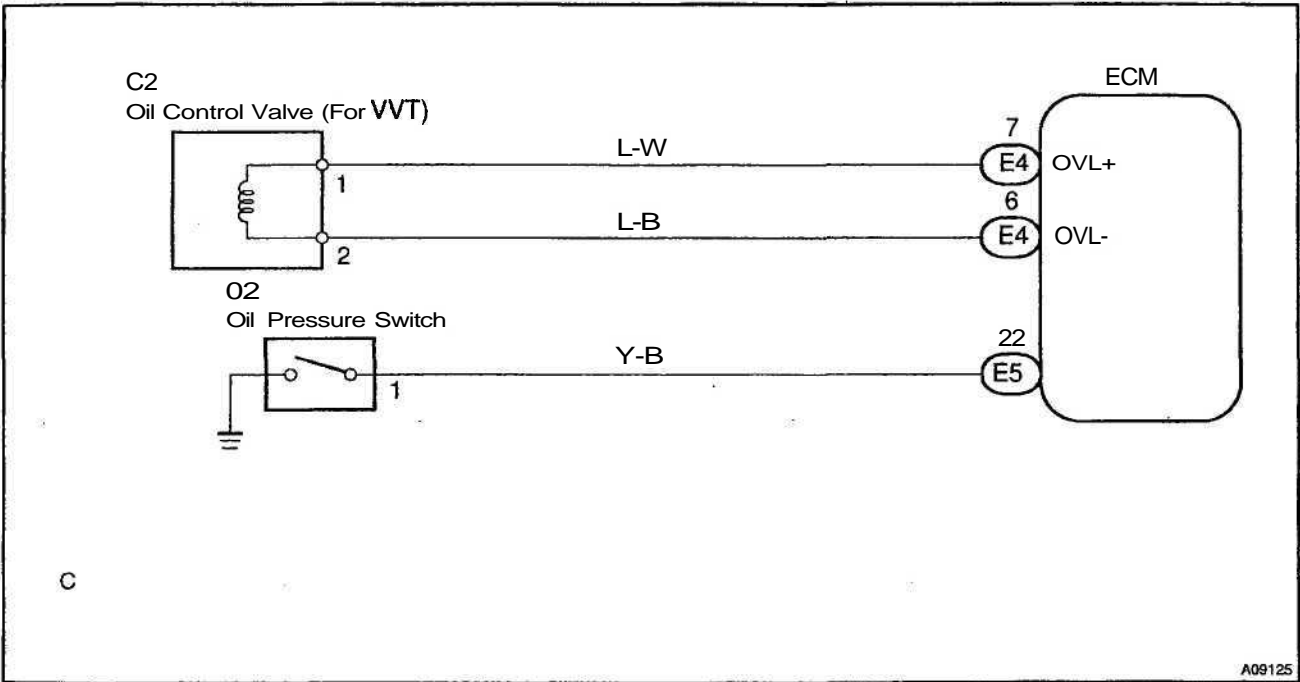 C2
Oil Control Valve (For VVT)
ECM
L-W
7
E4
OVL+
1
L-B
6
E4
OVL-
2
02
Oil Pressure Switch
Y-B
22
E5
1
C
A09125